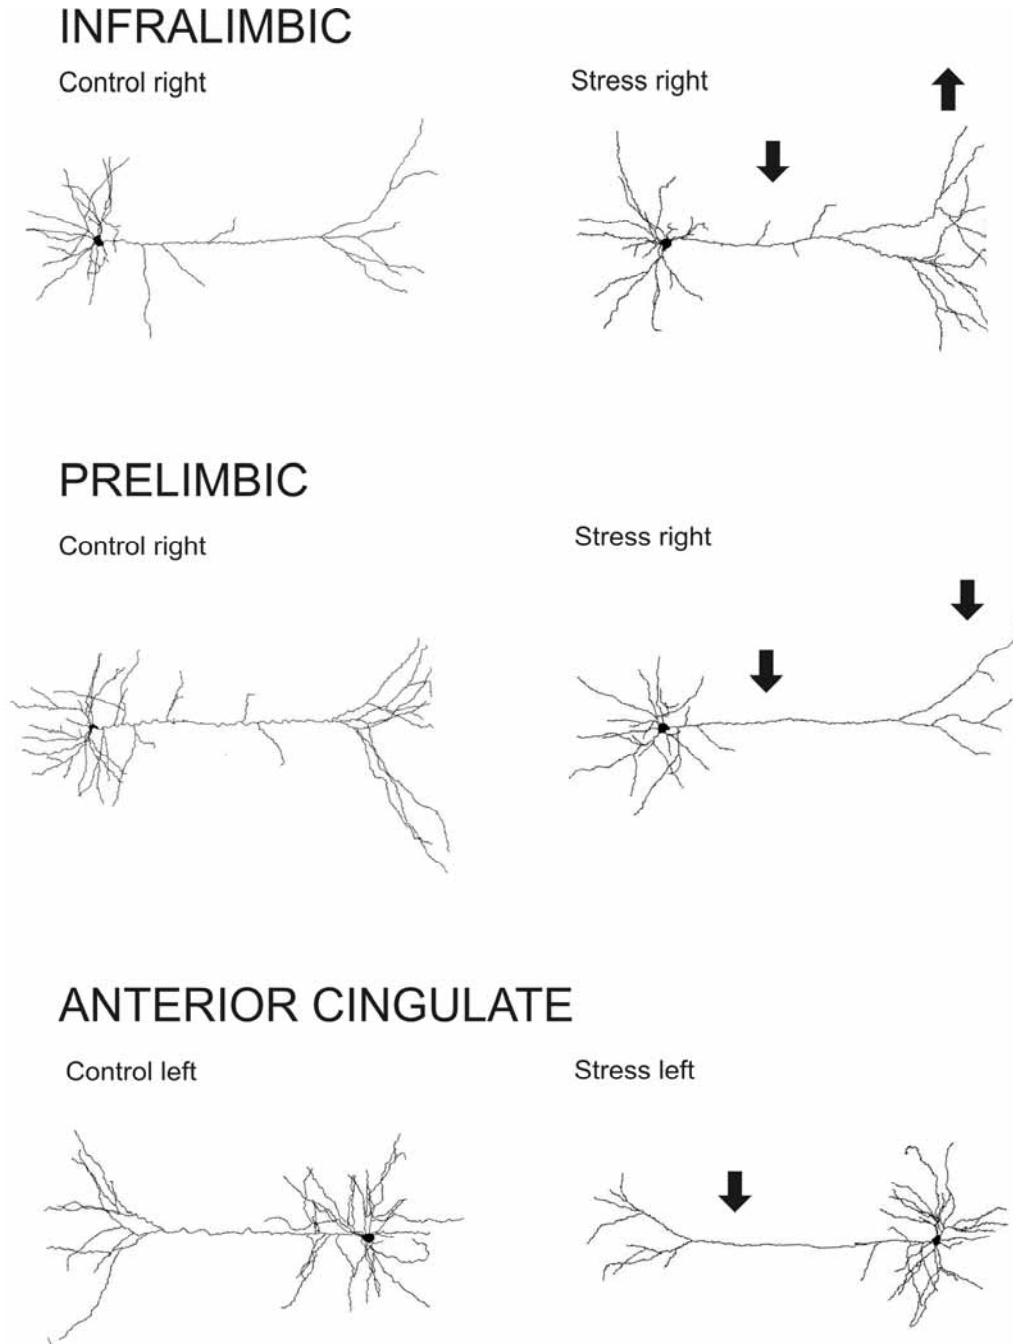 INFRALIMBIC
Control right
Stress right
PRELIMBIC
Control right
Stress right
ANTERIOR CINGULATE
Control left
Stress left